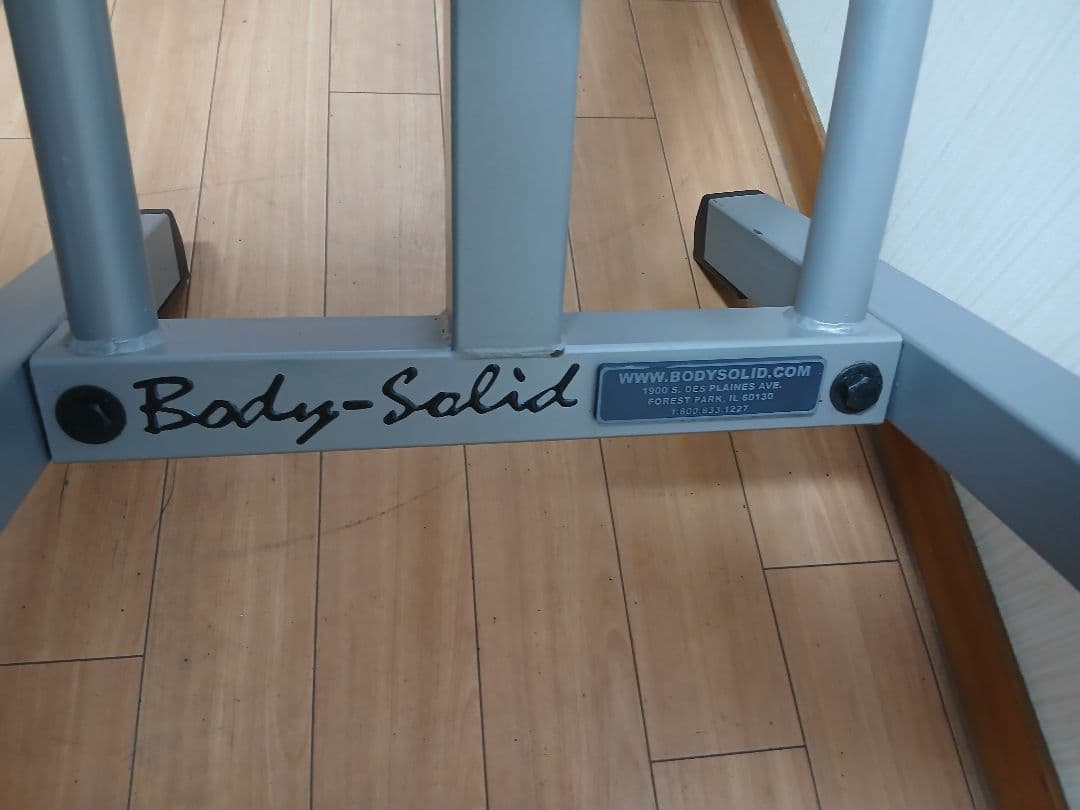 Body-Solid
WWW.BODYSOLID.COM
1900 S. DES PLAINES AVE.
FOREST PARK, IL 60130
1.800.833.1227